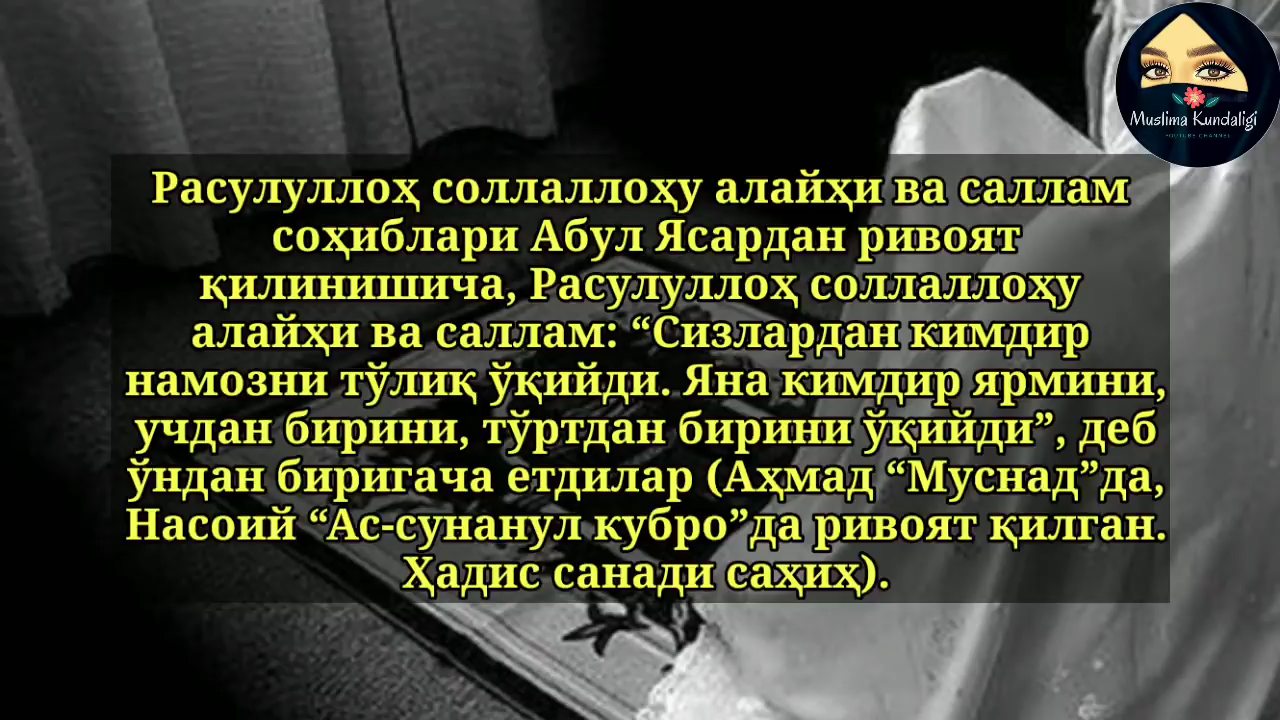 Muslima Kundaligi
YOUTUBE CHANNEL
Расулуллоҳ соллаллоҳу алайҳи ва саллам
соҳиблари Абул Ясардан ривоят
қилинишича, Расулуллоҳ соллаллоҳу
алайҳи ва саллам: “Сизлардан кимдир
намозни тўлиқ ўқийди. Яна кимдир ярмини,
учдан бирини, тўртдан бирини ўқийди”, деб
ўндан биригача етдилар (Аҳмад “Муснад”да,
Насоий “Ас-сунанул кубро”да ривоят қилган.
Ҳадис санади саҳиҳ).